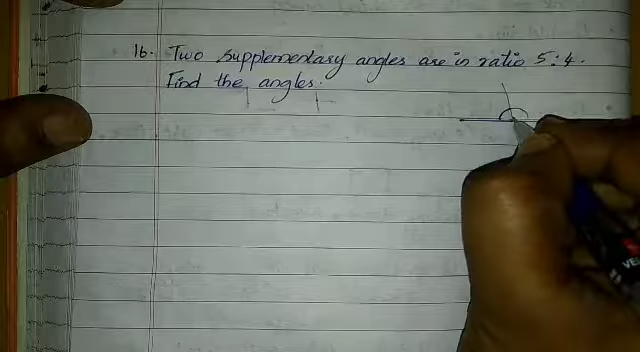 16. Two supplementary angles are in ratio 5:4.
Find the angles.